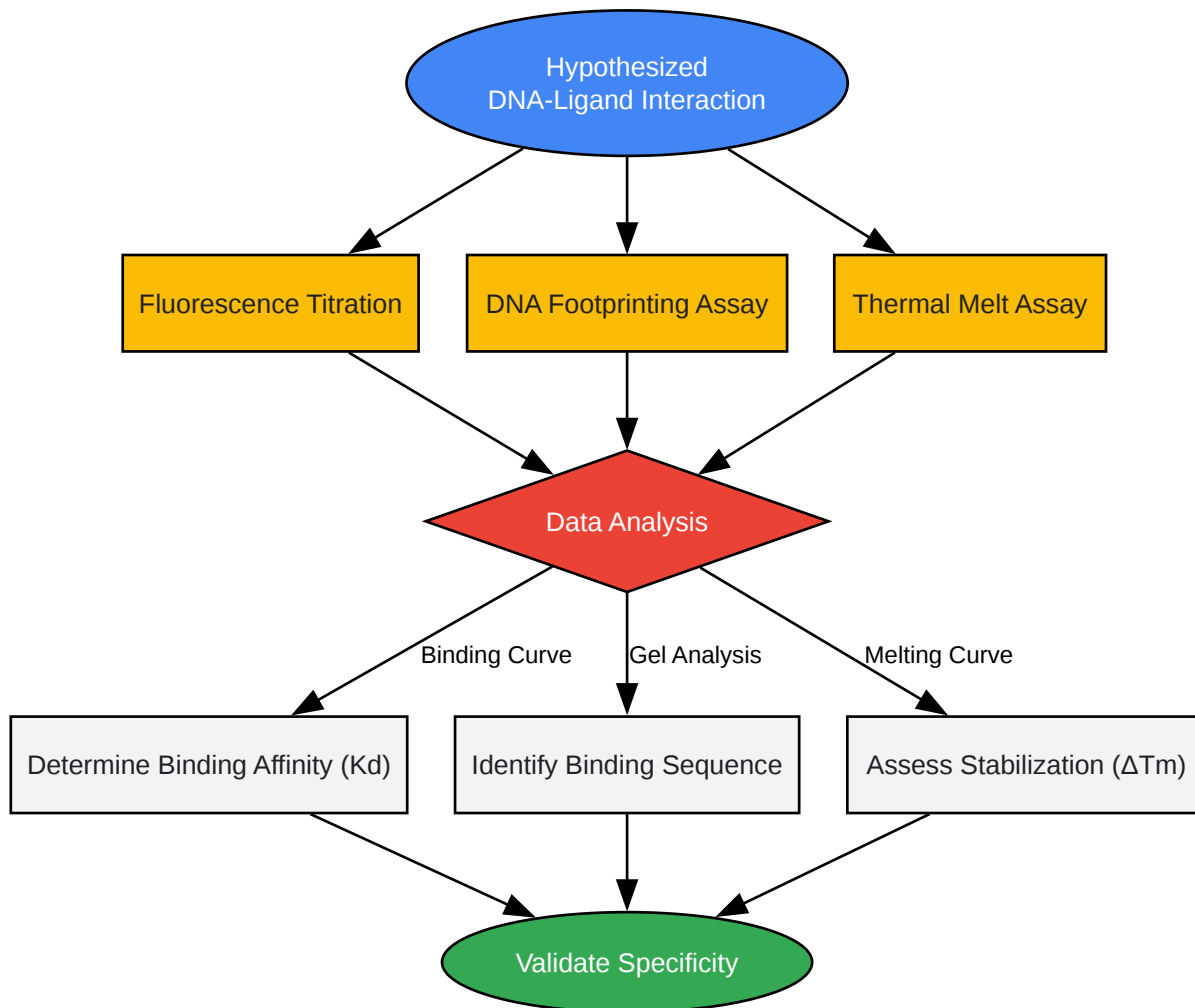 Hypothesized
DNA-Ligand Interaction
Fluorescence Titration
DNA Footprinting Assay
Thermal Melt Assay
Data Analysis
Binding Curve
Gel Analysis
Melting Curve
Determine Binding Affinity (Kd)
Identify Binding Sequence
Assess Stabilization (ΔTm)
Validate Specificity